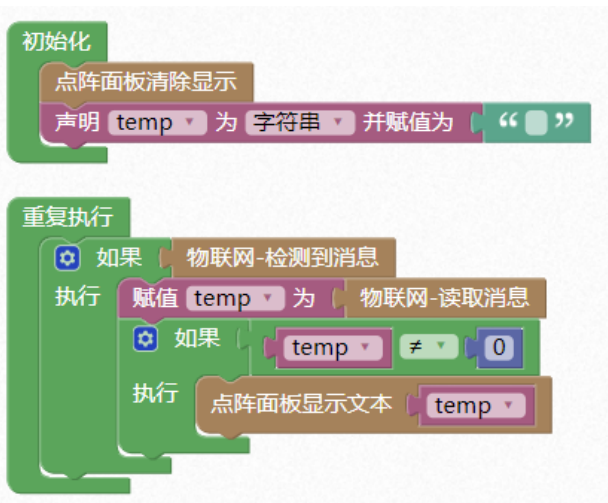 初始化
点阵面板清除显示
声明 temp 为 字符串 并赋值为 “ ”
重复执行
如果 物联网-检测到消息
执行 赋值 temp 为 物联网-读取消息
如果 temp ≠ 0
执行 点阵面板显示文本 temp